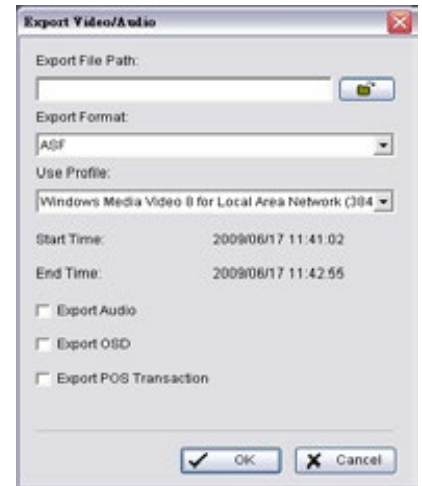 Export Video/Audio
Export File Path:
Export Format:
ASF
Use Profile:
Windows Media Video 8 for Local Area Network (384
Start Time: 2009/06/17 11:41:02
End Time: 2009/06/17 11:42:55
Export Audio
Export OSD
Export POS Transaction
OK Cancel